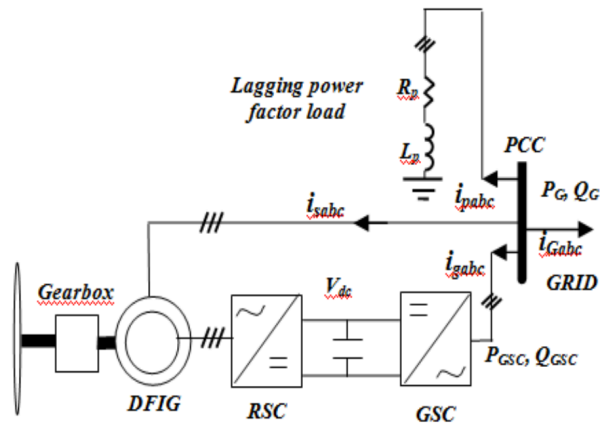 Lagging power
factor load
Rp
Lp
PCC
PG, QG
isabc
ipabc
iGabc
igabc
GRID
Gearbox
Vdc
PGSC, QGSC
DFIG
RSC
GSC